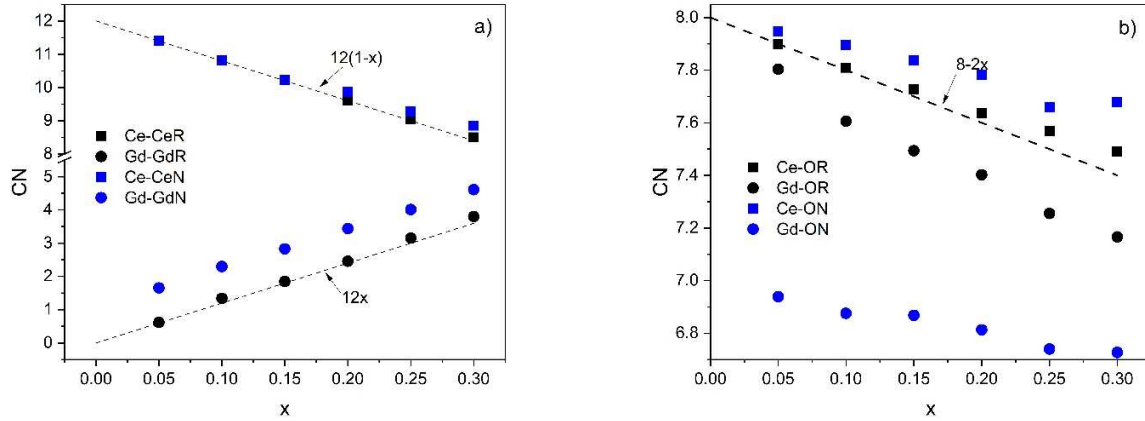 a)
12
11
10
9
8
5
4
3
2
1
0
CN
12(1-x)
Ce-CeR
Gd-GdR
Ce-CeN
Gd-GdN
12x
0.00 0.05 0.10 0.15 0.20 0.25 0.30
x
b)
8.0
7.8
7.6
7.4
7.2
7.0
6.8
CN
8-2x
Ce-OR
Gd-OR
Ce-ON
Gd-ON
0.00 0.05 0.10 0.15 0.20 0.25 0.30
x